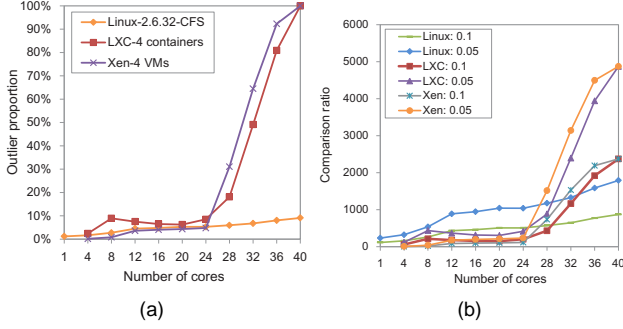 Outlier proportion
100%
90%
80%
70%
60%
50%
40%
30%
20%
10%
0%
Linux-2.6.32-CFS
LXC-4 containers
Xen-4 VMs
1 4 8 12 16 20 24 28 32 36 40
Number of cores
(a)
Comparison ratio
6000
5000
4000
3000
2000
1000
0
Linux: 0.1
Linux: 0.05
LXC: 0.1
LXC: 0.05
Xen: 0.1
Xen: 0.05
1 4 8 12 16 20 24 28 32 36 40
Number of cores
(b)